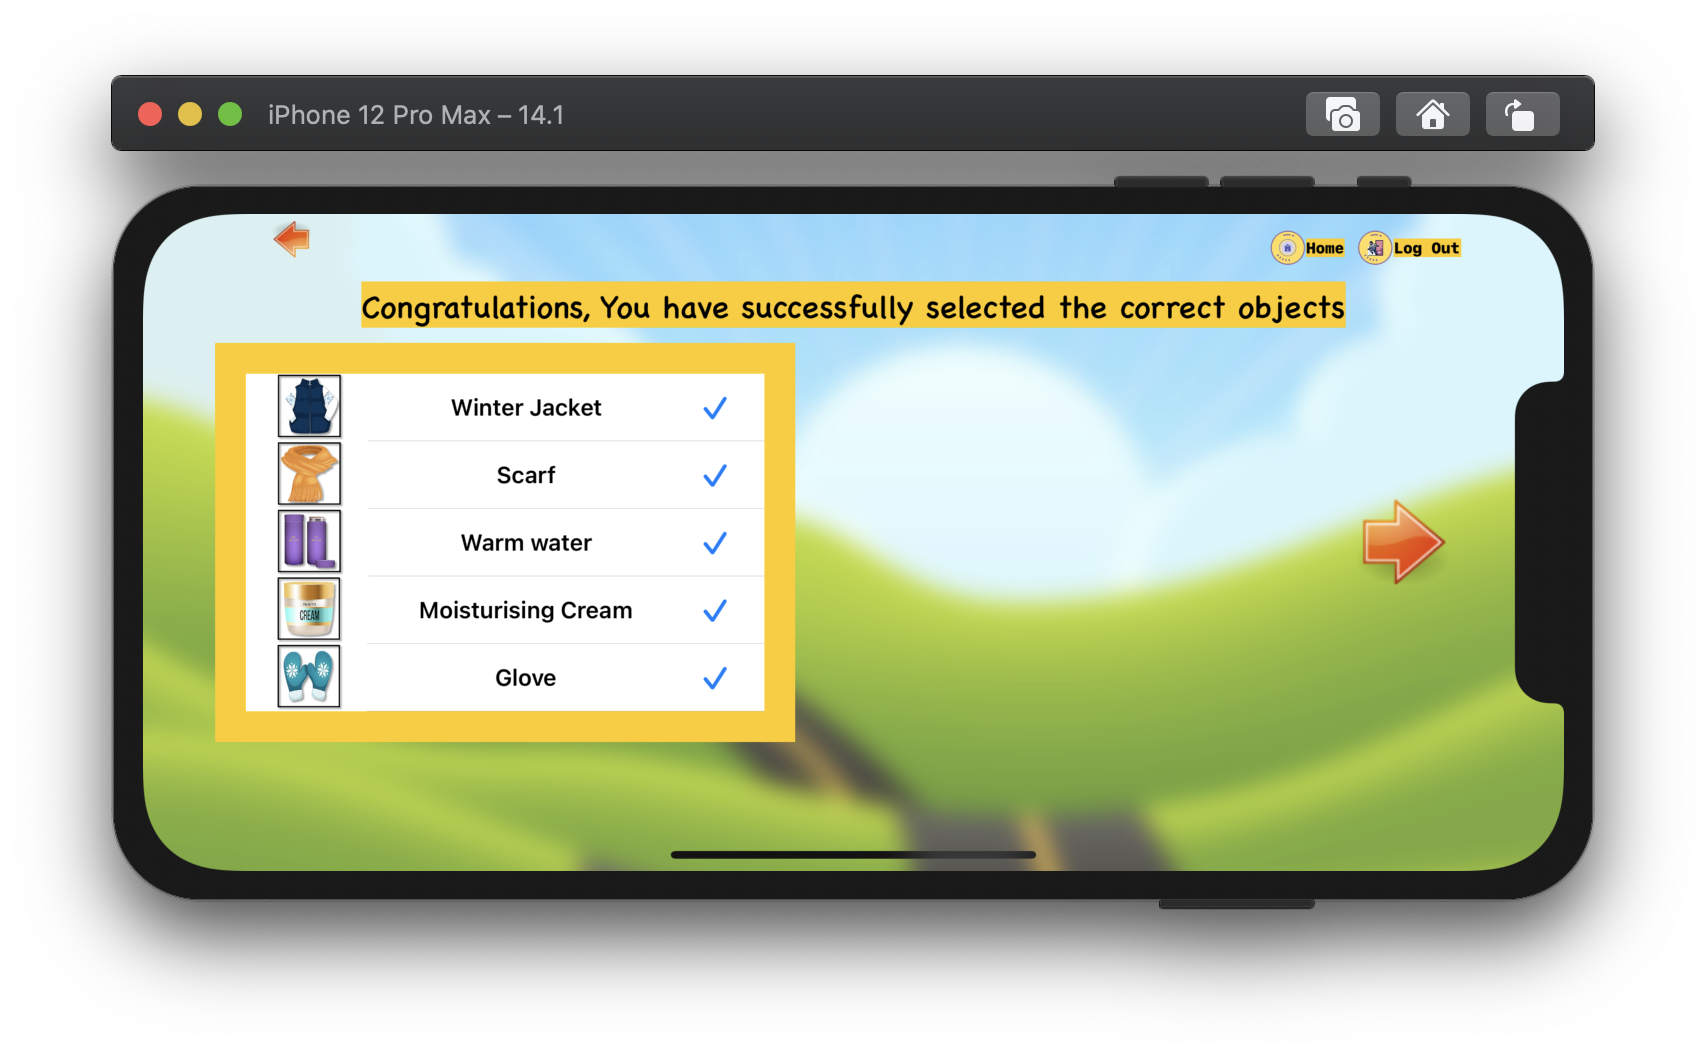 iPhone 12 Pro Max – 14.1
Home Log Out
Congratulations, You have successfully selected the correct objects
Winter Jacket
Scarf
Warm water
Moisturising Cream
CREAM
Glove